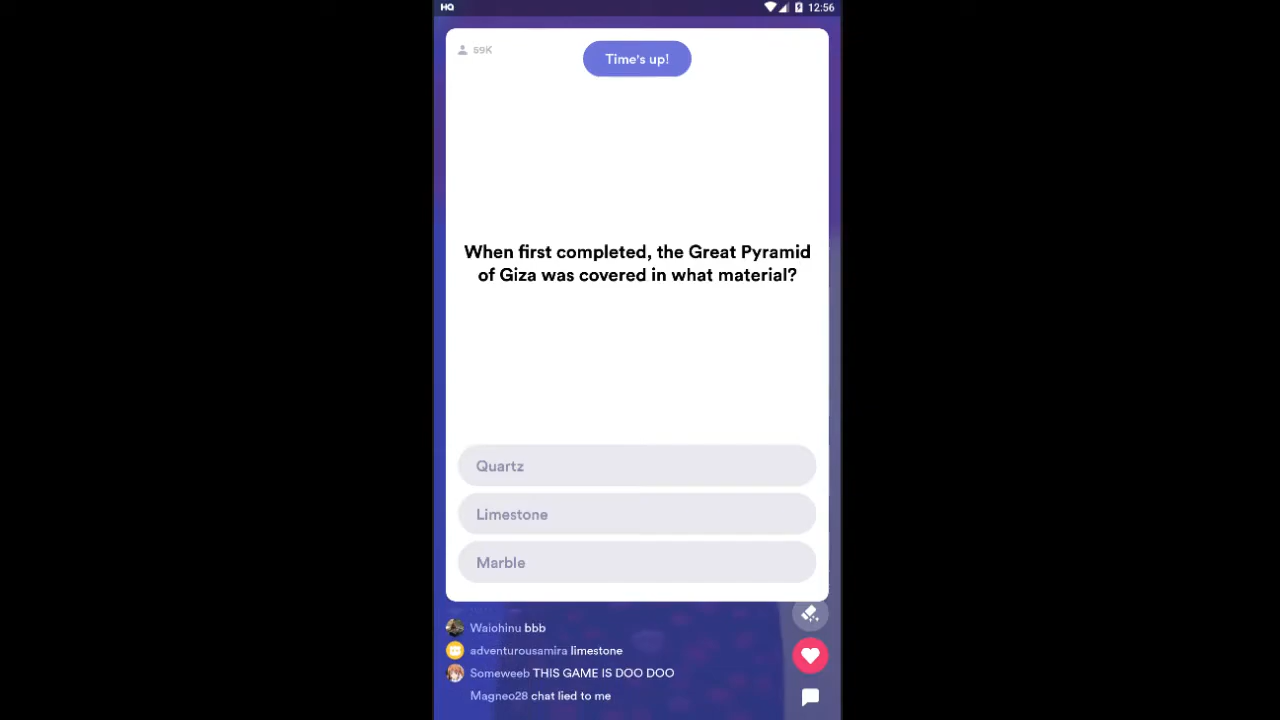 HQ
12:56
59K
Time's up!
When first completed, the Great Pyramid
of Giza was covered in what material?
Quartz
Limestone
Marble
Waiohinu bbb
adventurousamira limestone
Someweeb THIS GAME IS DOO DOO
Magneo28 chat lied to me